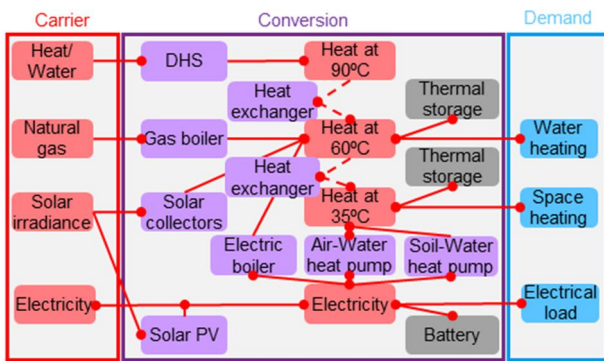 Carrier
Conversion
Demand
Heat/
Water
DHS
Heat at
90ºC
Heat
exchanger
Thermal
storage
Natural
gas
Gas boiler
Heat at
60ºC
Water
heating
Heat
exchanger
Thermal
storage
Solar
irradiance
Solar
collectors
Heat at
35ºC
Space
heating
Electric
boiler
Air-Water
heat pump
Soil-Water
heat pump
Electricity
Electricity
Electrical
load
Solar PV
Battery